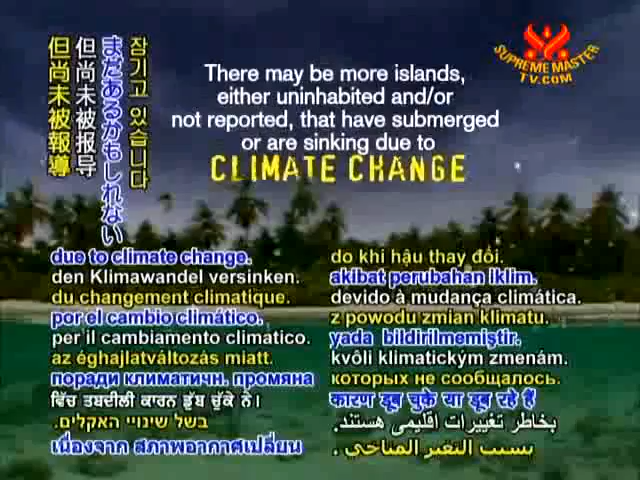 SUPREME MASTER
TV.COM
There may be more islands,
either uninhabited and/or
not reported, that have submerged
or are sinking due to
CLIMATE CHANGE
잠기고 있습니다
まだあるかもしれない
但尚未被报导
但尚未被報導
due to climate change.
den Klimawandel versinken.
du changement climatique.
por el cambio climático.
per il cambiamento climatico.
az éghajlatváltozás miatt.
поради климатичн. промяна
ਵਿੱਚ ਤਬਦੀਲੀ ਕਾਰਨ ਡੁੱਬ ਚੁੱਕੇ ਨੇ।
בשל שינויי האקלים.
เนื่องจาก สภาพอากาศเปลี่ยน
do khí hậu thay đổi.
akibat perubahan iklim.
devido à mudança climática.
z powodu zmian klimatu.
yada bildirilmemiştir.
kvôli klimatickým zmenám.
которых не сообщалось.
कारण डूब चुके या डूब रहे हैं
بخاطر تغییرات اقلیمی هستند.
بسبب التغير المناخي .